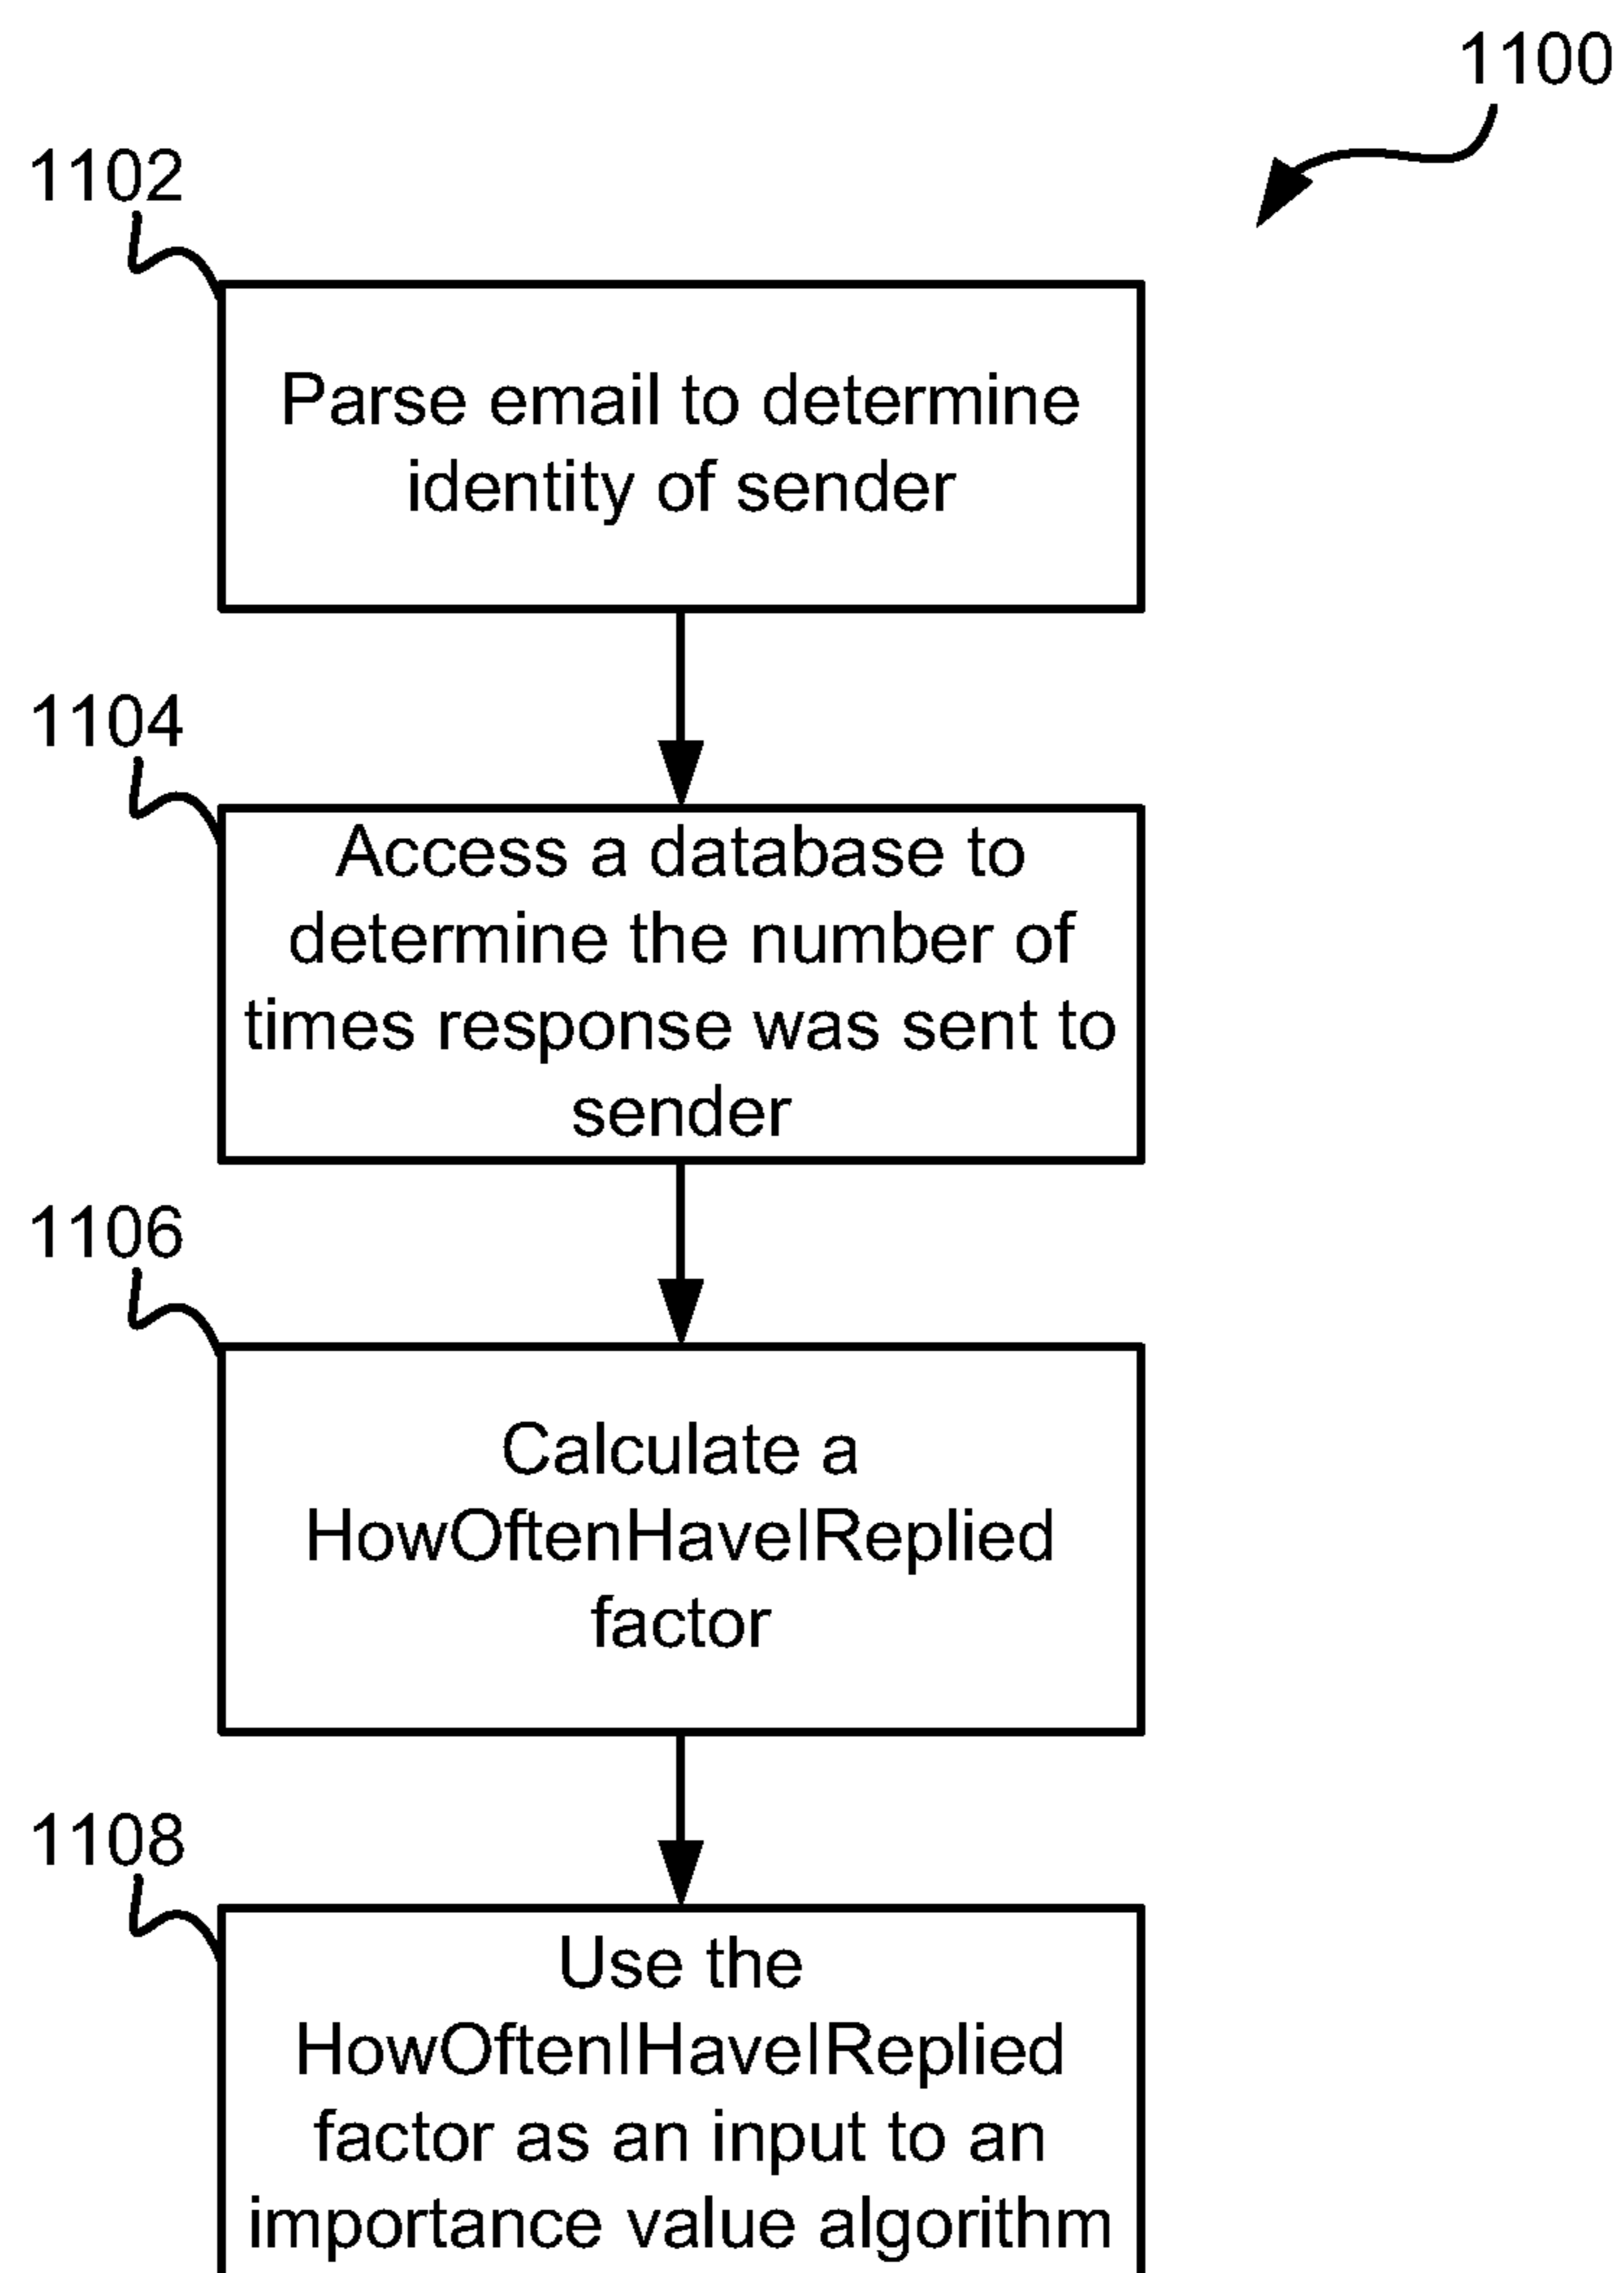 1100
1102
Parse email to determine
identity of sender
1104
Access a database to
determine the number of
times response was sent to
sender
1106
Calculate a
HowOftenHaveIReplied
factor
1108
Use the
HowOftenIHaveIReplied
factor as an input to an
importance value algorithm